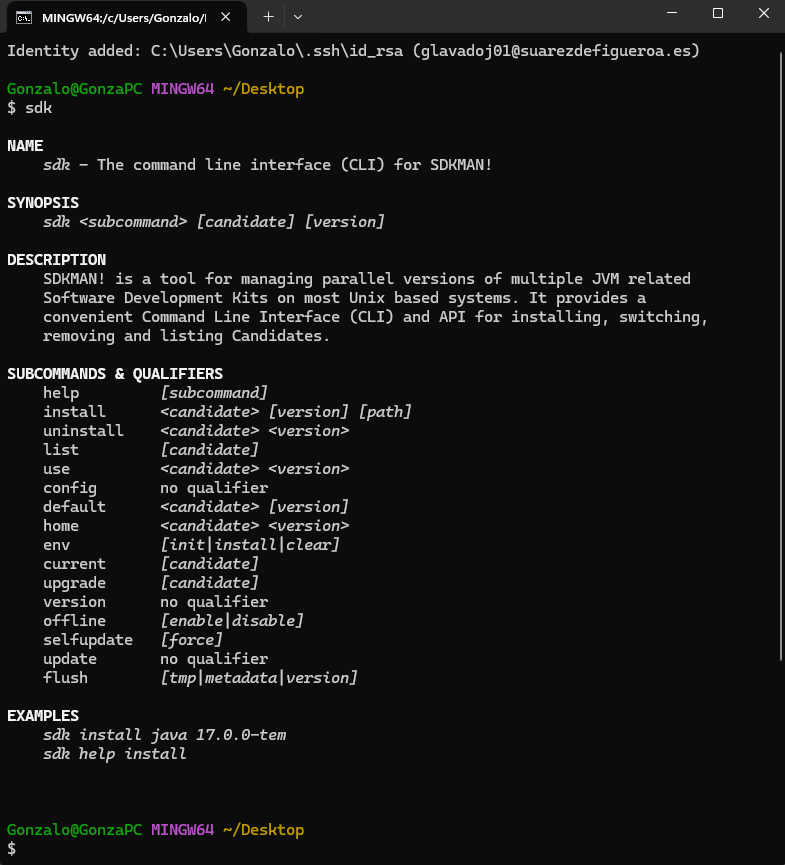 MINGW64:/c/Users/Gonzalo/
Identity added: C:\Users\Gonzalo\.ssh\id_rsa (glavadoj01@suarezdefigueroa.es)
Gonzalo@GonzaPC MINGW64 ~/Desktop
$ sdk
NAME
sdk - The command line interface (CLI) for SDKMAN!
SYNOPSIS
sdk <subcommand> [candidate] [version]
DESCRIPTION
SDKMAN! is a tool for managing parallel versions of multiple JVM related
Software Development Kits on most Unix based systems. It provides a
convenient Command Line Interface (CLI) and API for installing, switching,
removing and listing Candidates.
SUBCOMMANDS & QUALIFIERS
help [subcommand]
install <candidate> [version] [path]
uninstall <candidate> <version>
list [candidate]
use <candidate> <version>
config no qualifier
default <candidate> [version]
home <candidate> <version>
env [init|install|clear]
current [candidate]
upgrade [candidate]
version no qualifier
offline [enable|disable]
selfupdate [force]
update no qualifier
flush [tmp|metadata|version]
EXAMPLES
sdk install java 17.0.0-tem
sdk help install
Gonzalo@GonzaPC MINGW64 ~/Desktop
$